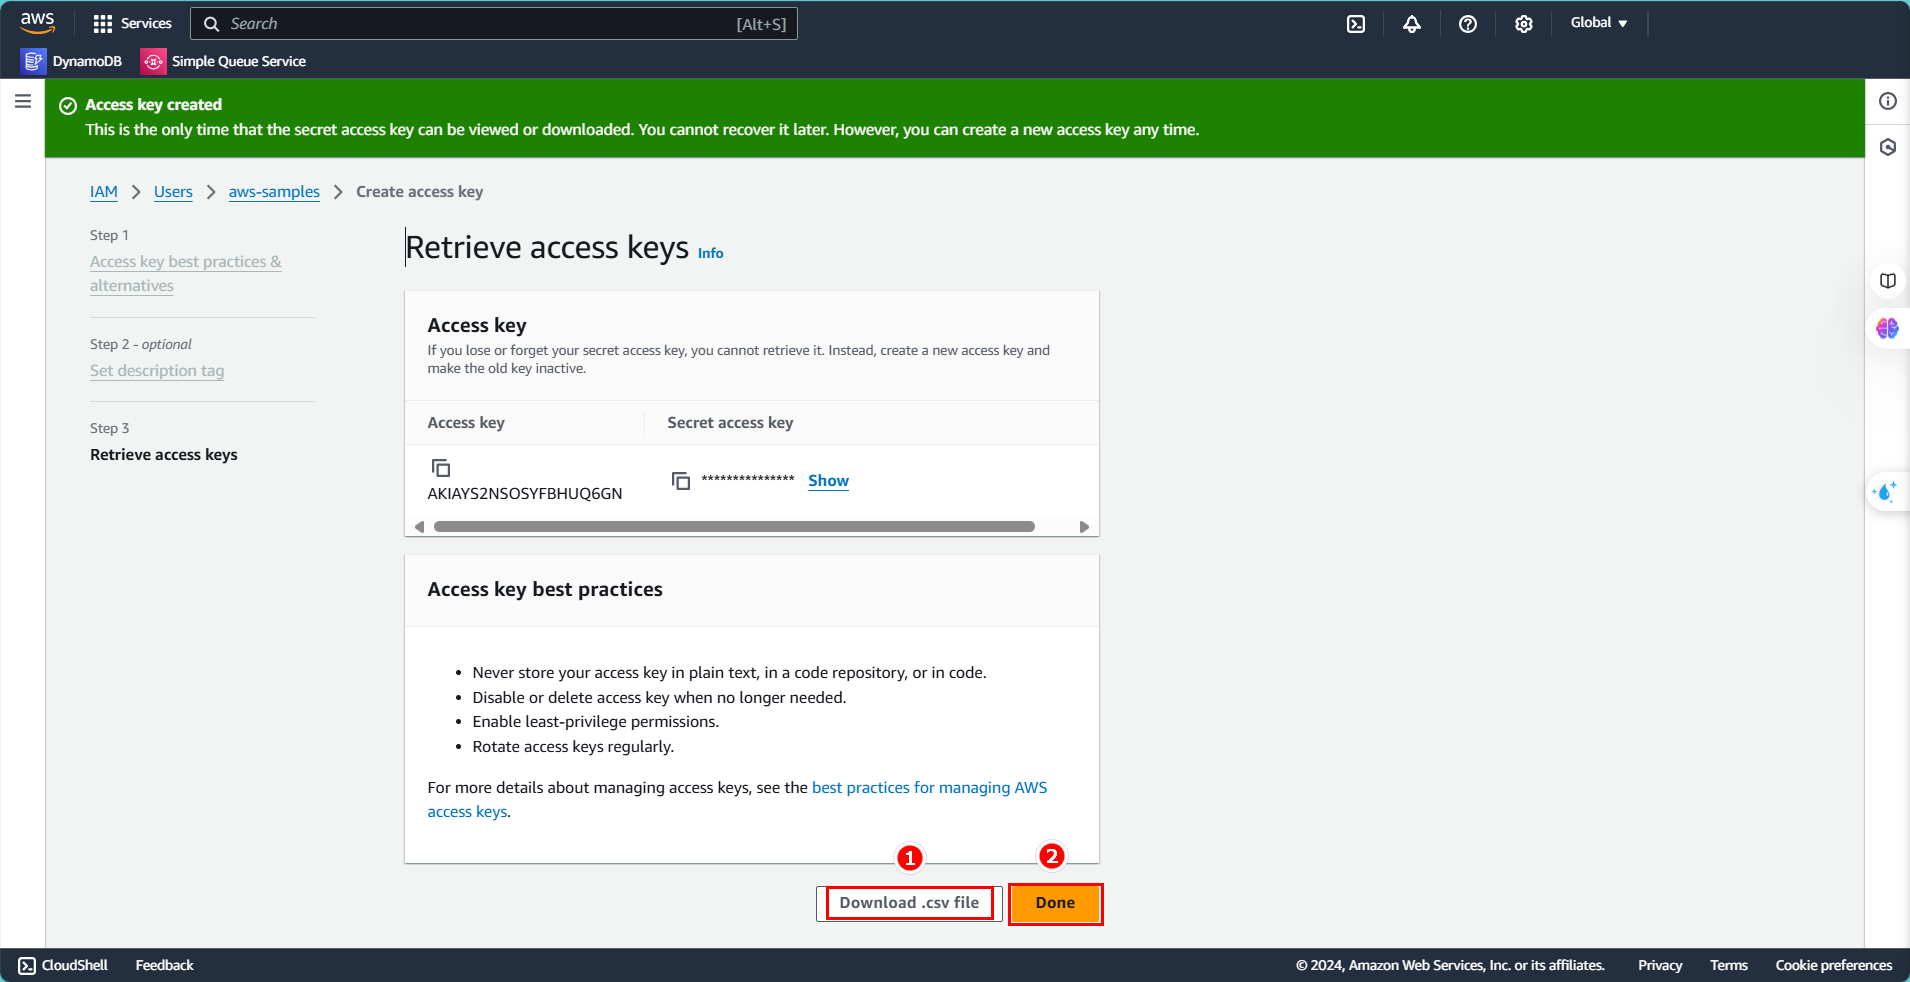 aws
Services
Search
[Alt+S]
Global
DynamoDB
Simple Queue Service
Access key created
This is the only time that the secret access key can be viewed or downloaded. You cannot recover it later. However, you can create a new access key any time.
IAM
Users
aws-samples
Create access key
Step 1
Access key best practices &
alternatives
Step 2 - optional
Set description tag
Step 3
Retrieve access keys
Retrieve access keys Info
Access key
If you lose or forget your secret access key, you cannot retrieve it. Instead, create a new access key and
make the old key inactive.
Access key
Secret access key
AKIAYS2NSOSYFBHUQ6GN
*************** Show
Access key best practices
• Never store your access key in plain text, in a code repository, or in code.
• Disable or delete access key when no longer needed.
• Enable least-privilege permissions.
• Rotate access keys regularly.
For more details about managing access keys, see the best practices for managing AWS
access keys.
1
2
Download .csv file
Done
CloudShell
Feedback
© 2024, Amazon Web Services, Inc. or its affiliates.
Privacy
Terms
Cookie preferences